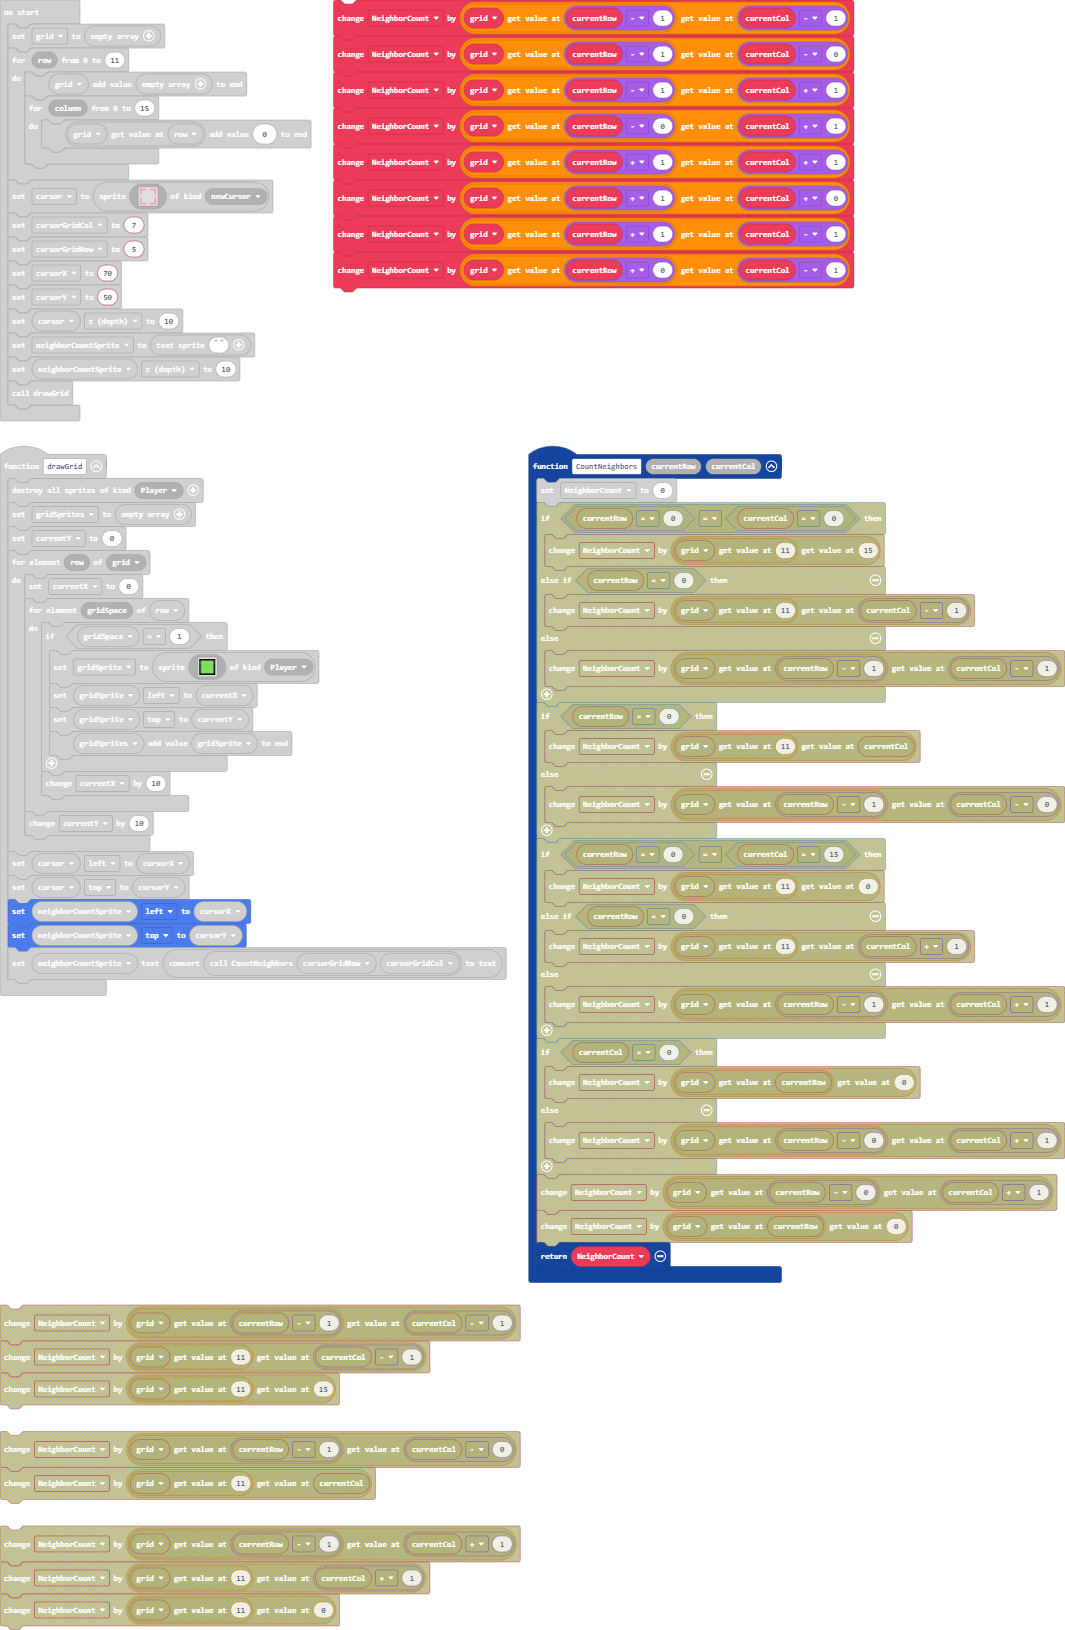 on start
set grid to empty array
for row from 0 to 11
do grid add value empty array to end
for column from 0 to 15
do grid get value at row add value 0 to end
set cursor to sprite of kind newCursor
set cursorGridCol to 7
set cursorGridRow to 5
set cursorX to 70
set cursorY to 50
set cursor z (depth) to 10
set neighborCountSprite to text sprite " "
set neighborCountSprite z (depth) to 10
call drawGrid
change NeighborCount by grid get value at currentRow - 1 get value at currentCol - 1
change NeighborCount by grid get value at currentRow - 1 get value at currentCol - 0
change NeighborCount by grid get value at currentRow - 1 get value at currentCol + 1
change NeighborCount by grid get value at currentRow - 0 get value at currentCol + 1
change NeighborCount by grid get value at currentRow + 1 get value at currentCol + 1
change NeighborCount by grid get value at currentRow + 1 get value at currentCol + 0
change NeighborCount by grid get value at currentRow + 1 get value at currentCol - 1
change NeighborCount by grid get value at currentRow + 0 get value at currentCol - 1
function drawGrid
destroy all sprites of kind Player
set gridSprites to empty array
set currentY to 0
for element row of grid
do set currentX to 0
for element gridSpace of row
do if gridSpace = 1 then
set gridSprite to sprite of kind Player
set gridSprite left to currentX
set gridSprite top to currentY
gridSprites add value gridSprite to end
change currentX by 10
change currentY by 10
set cursor left to cursorX
set cursor top to cursorY
set neighborCountSprite left to cursorX
set neighborCountSprite top to cursorY
set neighborCountSprite text convert call CountNeighbors cursorGridRow cursorGridCol to text
function CountNeighbors currentRow currentCol
set NeighborCount to 0
if currentRow = 0 = currentCol = 0 then
change NeighborCount by grid get value at 11 get value at 15
else if currentRow = 0 then
change NeighborCount by grid get value at 11 get value at currentCol - 1
else
change NeighborCount by grid get value at currentRow - 1 get value at currentCol - 1
if currentRow = 0 then
change NeighborCount by grid get value at 11 get value at currentCol
else
change NeighborCount by grid get value at currentRow - 1 get value at currentCol - 0
if currentRow = 0 = currentCol = 15 then
change NeighborCount by grid get value at 11 get value at 0
else if currentRow = 0 then
change NeighborCount by grid get value at 11 get value at currentCol + 1
else
change NeighborCount by grid get value at currentRow - 1 get value at currentCol + 1
if currentCol = 0 then
change NeighborCount by grid get value at currentRow get value at 0
else
change NeighborCount by grid get value at currentRow - 0 get value at currentCol + 1
change NeighborCount by grid get value at currentRow - 0 get value at currentCol + 1
change NeighborCount by grid get value at currentRow get value at 0
return NeighborCount
change NeighborCount by grid get value at currentRow - 1 get value at currentCol - 1
change NeighborCount by grid get value at 11 get value at currentCol - 1
change NeighborCount by grid get value at 11 get value at 15
change NeighborCount by grid get value at currentRow - 1 get value at currentCol - 0
change NeighborCount by grid get value at 11 get value at currentCol
change NeighborCount by grid get value at currentRow - 1 get value at currentCol + 1
change NeighborCount by grid get value at 11 get value at currentCol + 1
change NeighborCount by grid get value at 11 get value at 0